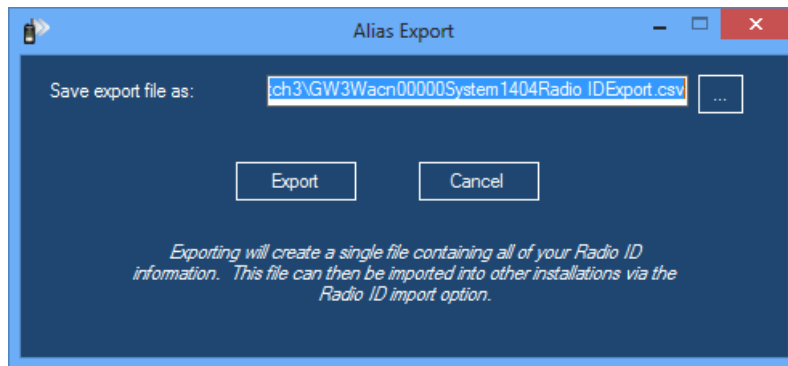 Alias Export
Save export file as:
tch3\GW3Wacn00000System1404Radio IDExport.csv
...
Export
Cancel
Exporting will create a single file containing all of your Radio ID
information. This file can then be imported into other installations via the
Radio ID import option.